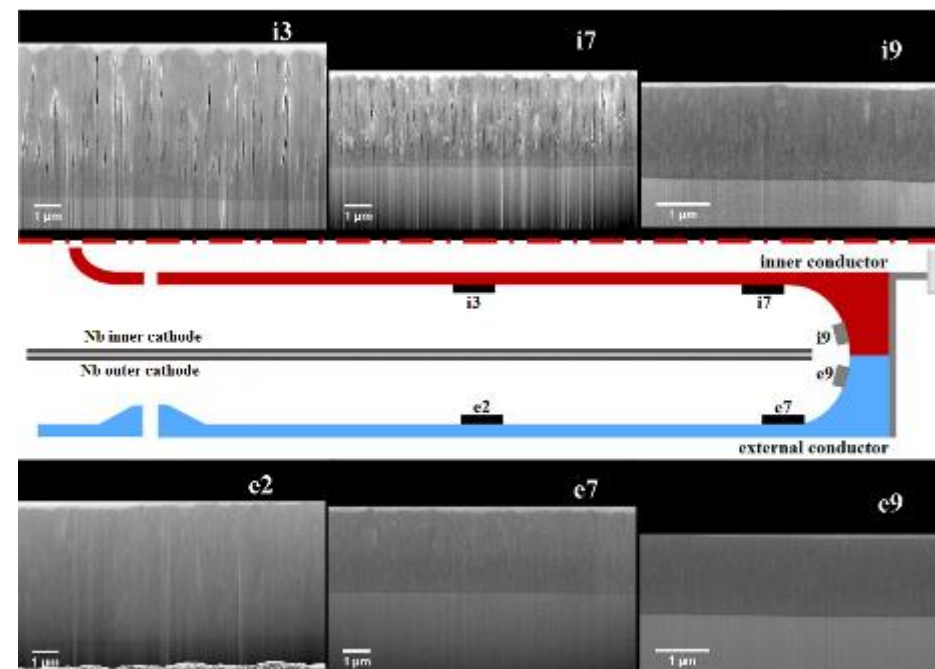 i3
i7
i9
1 µm
1 µm
1 µm
inner conductor
i3
i7
Nb inner cathode
i9
Nb outer cathode
e9
e2
e7
external conductor
e2
e7
e9
1 µm
1 µm
1 µm